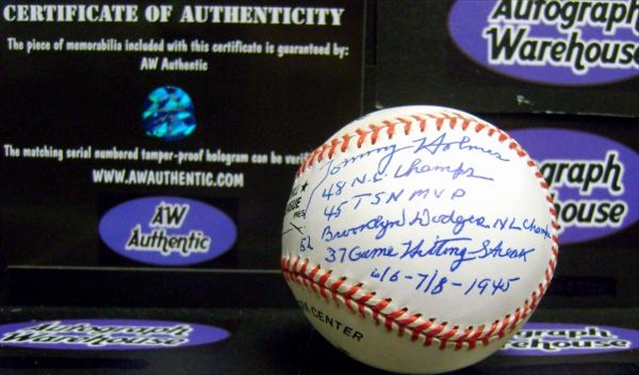 CERTIFICATE OF AUTHENTICITY
The piece of memorabilia included with this certificate is guaranteed by:
AW Authentic
The matching serial numbered tamper-proof hologram can be
WWW.AWAUTHENTIC.COM
AW
Authentic
Autograph
Warehouse
Tommy Holmes
48 N.L. Champs
45 TSN MVP
Brooklyn Dodgers NL Champs
37 Game Hitting Streak
6/6-7/8-1945
CENTER
graph
house
Autograph
Warehouse